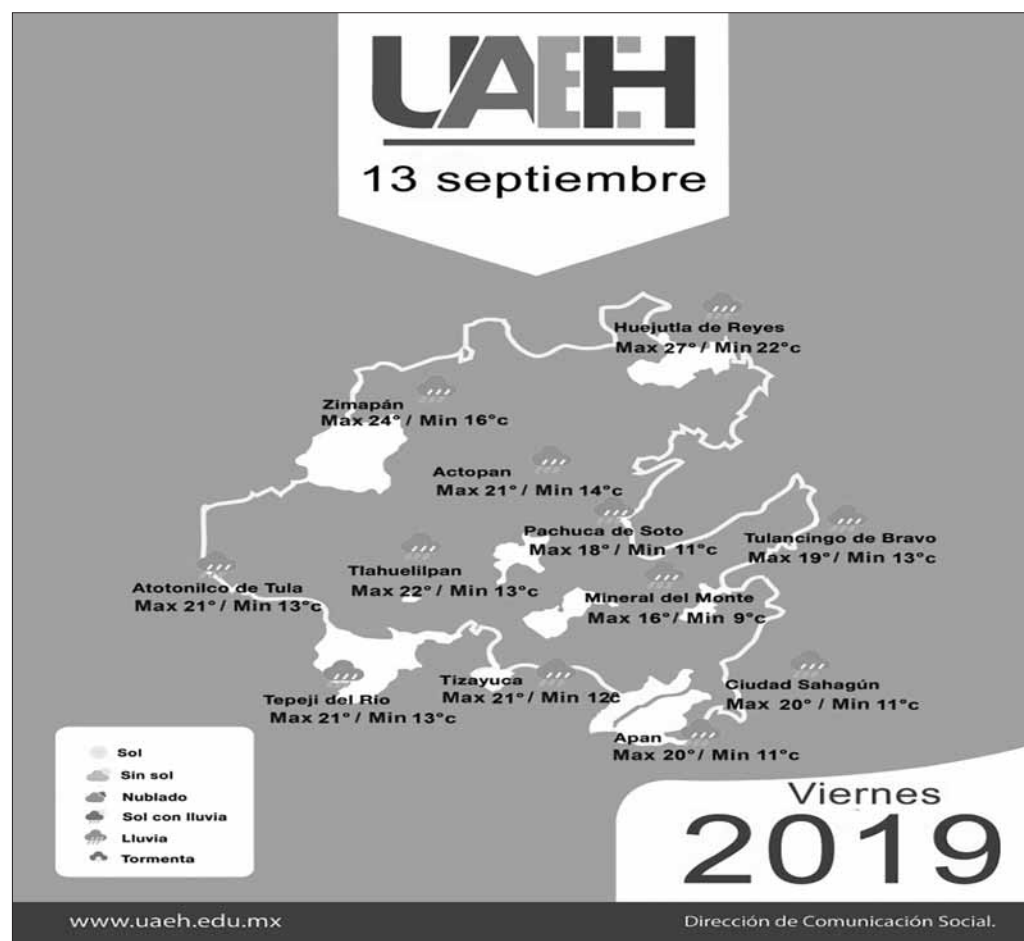 UAEH
13 septiembre
Huejutla de Reyes
Max 27° / Min 22°c
Zimapán
Max 24° / Min 16°c
Actopan
Max 21° / Min 14°c
Pachuca de Soto
Max 18° / Min 11°c
Tulancingo de Bravo
Max 19° / Min 13°c
Tlahuelilpan
Max 22° / Min 13°c
Atotonilco de Tula
Max 21° / Min 13°c
Mineral del Monte
Max 16° / Min 9°c
Tizayuca
Max 21° / Min 12c
Ciudad Sahagún
Max 20° / Min 11°c
Tepeji del Rio
Max 21° / Min 13°c
Apan
Max 20° / Min 11°c
Sol
Sin sol
Nublado
Sol con lluvia
Lluvia
Tormenta
Viernes
2019
www.uaeh.edu.mx
Dirección de Comunicación Social.